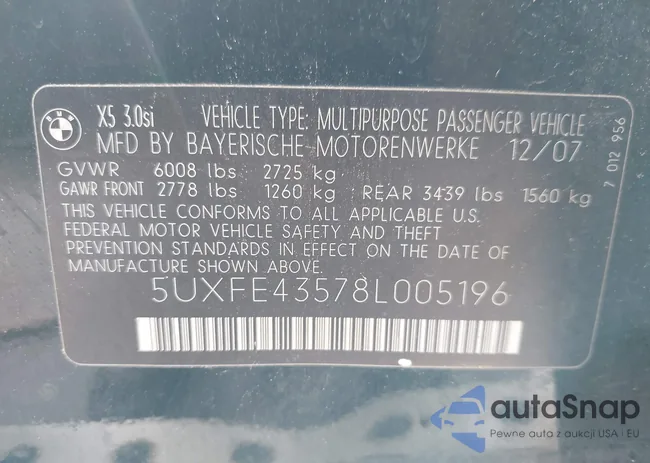 BMW
X5 3.0si VEHICLE TYPE: MULTIPURPOSE PASSENGER VEHICLE
MFD BY BAYERISCHE MOTORENWERKE 12/07
GVWR 6008 lbs 2725 kg
GAWR FRONT 2778 lbs 1260 kg REAR 3439 lbs 1560 kg
THIS VEHICLE CONFORMS TO ALL APPLICABLE U.S.
FEDERAL MOTOR VEHICLE SAFETY AND THEFT
PREVENTION STANDARDS IN EFFECT ON THE DATE OF
MANUFACTURE SHOWN ABOVE:
5UXFE43578L005196
7 012 956
autaSnap
Pewne auta z aukcji USA i EU